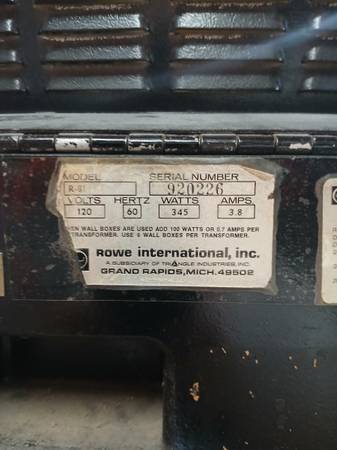 MODEL SERIAL NUMBER
920226
VOLTS HERTZ WATTS AMPS
120 60 345 3.8
EN WALL BOXES ARE USED ADD 100 WATTS OR 0.7 AMPS PER
TRANSFORMER. USE 6 WALL BOXES PER TRANSFORMER.
Rowe international, inc.
A SUBSIDIARY OF TRIANGLE INDUSTRIES, INC.
GRAND RAPIDS, MICH. 49502